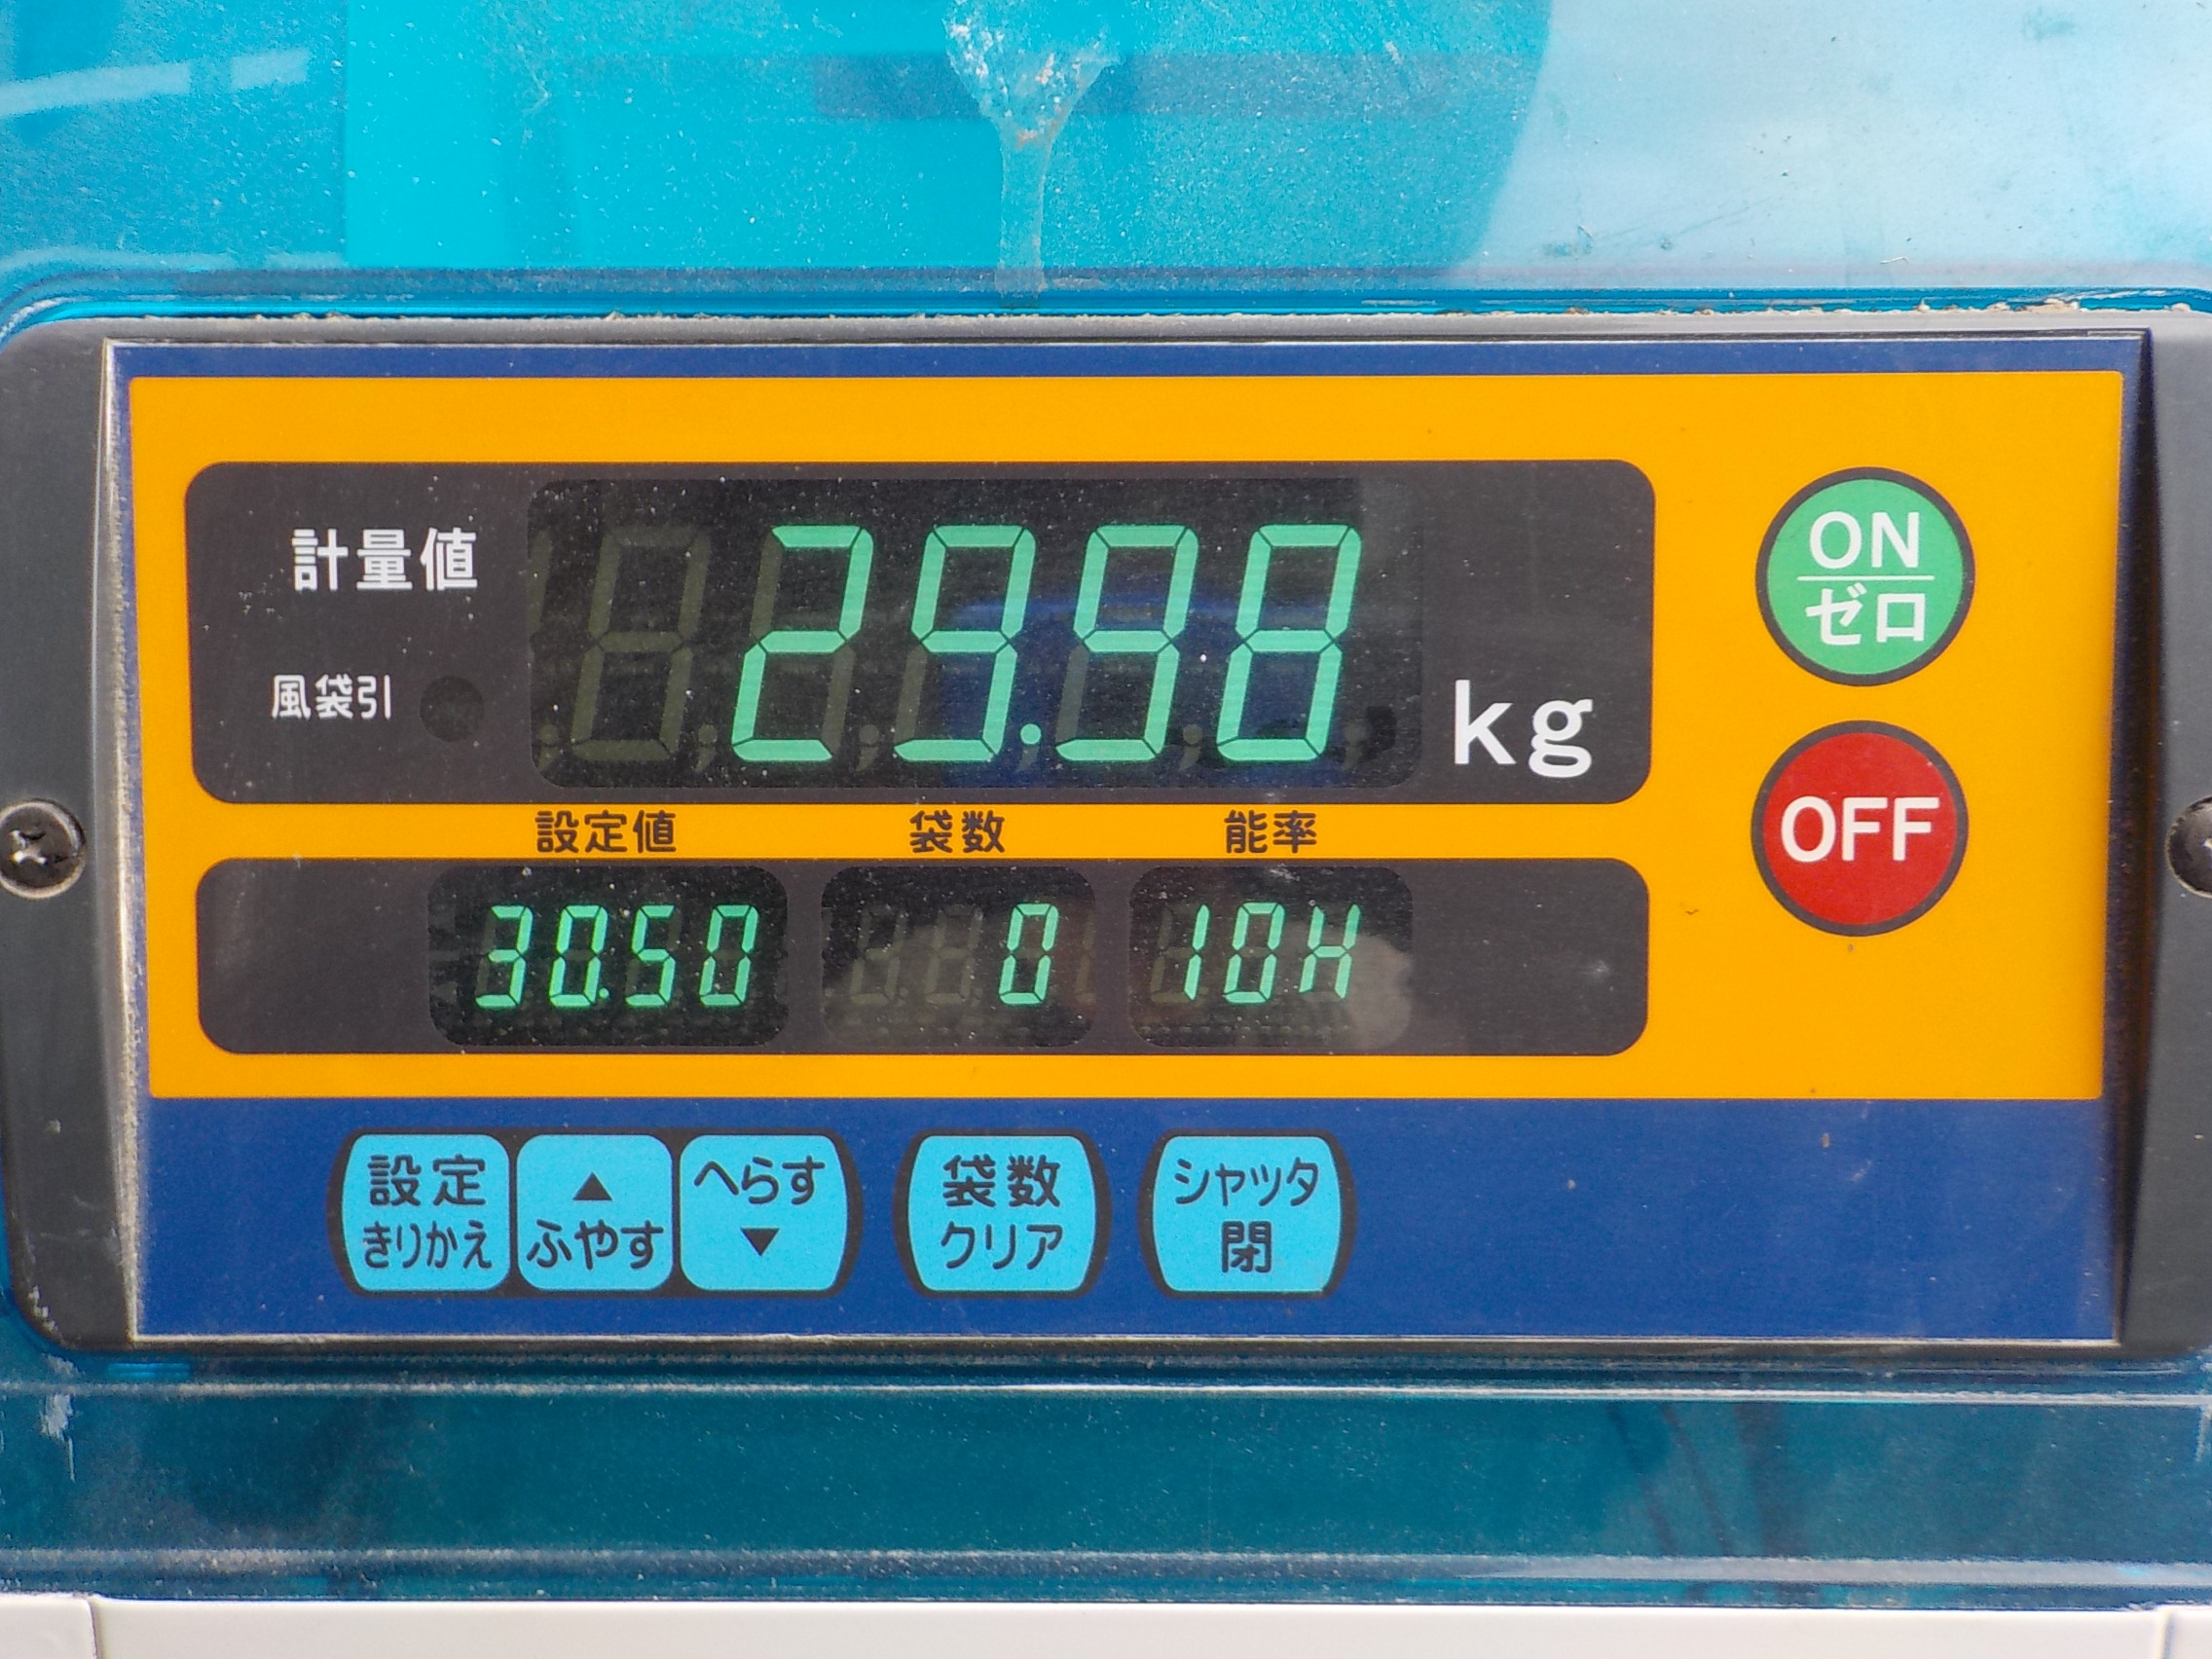 計量値 29.98 kg
風袋引
ON
ゼロ
OFF
設定値 袋数 能率
30.50 0 10H
設定
きりかえ
▲
ふやす
へらす
▼
袋数
クリア
シャッタ
閉